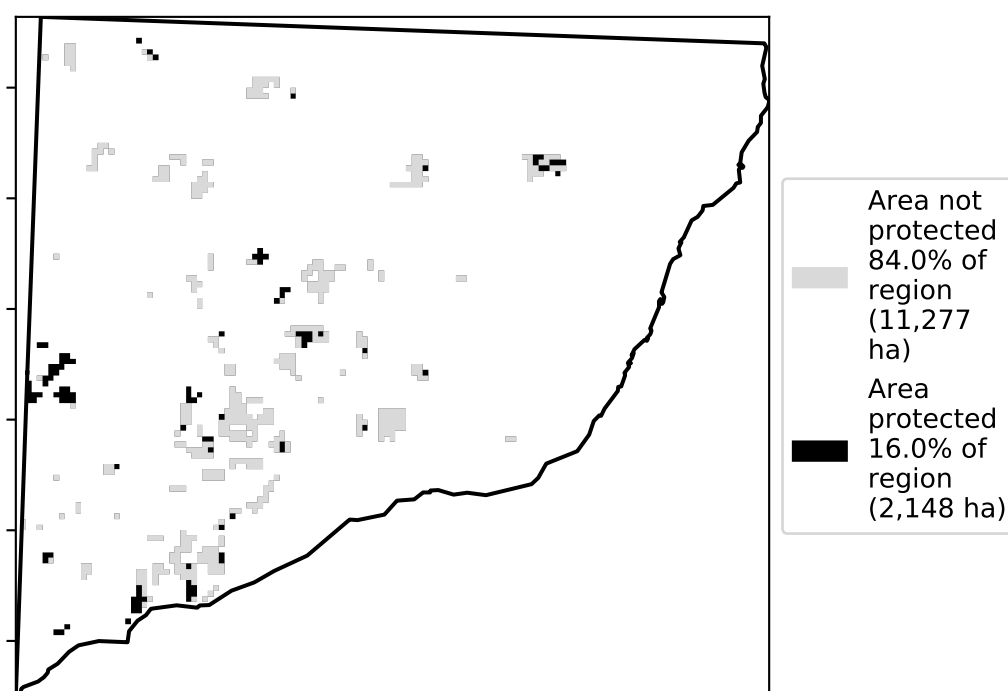 Area not
protected
84.0% of
region
(11,277
ha)
Area
protected
16.0% of
region
(2,148 ha)